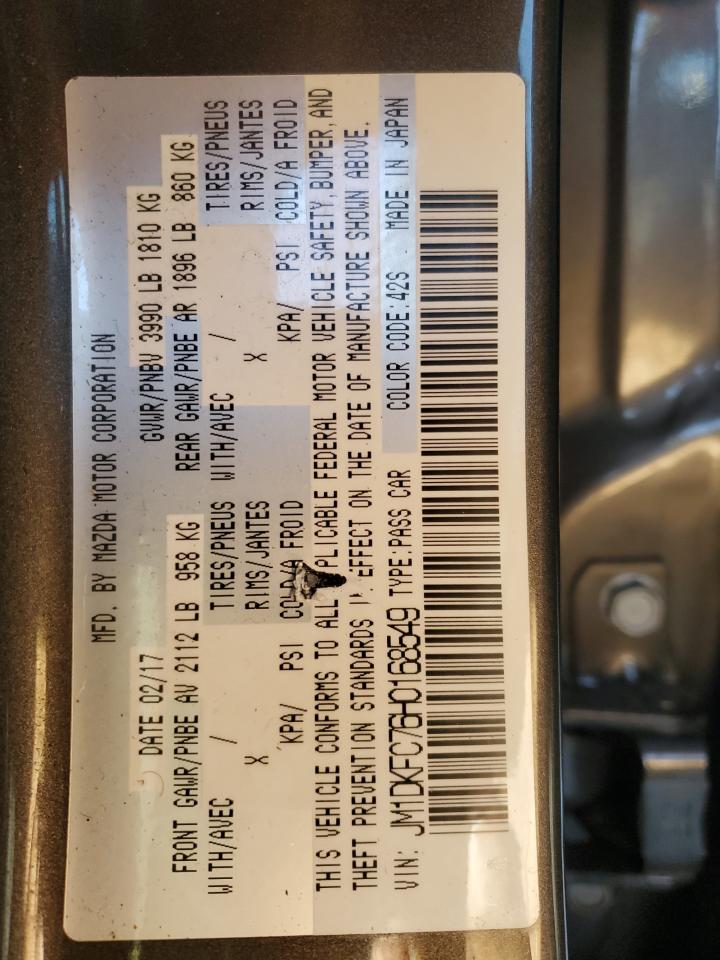 MFD. BY MAZDA MOTOR CORPORATION
DATE 02/17 GVWR/PNBV 3990 LB 1810 KG
FRONT GAWR/PNBE AV 2112 LB 958 KG REAR GAWR/PNBE AR 1896 LB 860 KG
WITH/AVEC / TIRES/PNEUS WITH/AVEC / TIRES/PNEUS
X RIMS/JANTES X RIMS/JANTES
KPA/ PSI COLD/A FROID KPA/ PSI COLD/A FROID
THIS VEHICLE CONFORMS TO ALL APPLICABLE FEDERAL MOTOR VEHICLE SAFETY, BUMPER, AND
THEFT PREVENTION STANDARDS IN EFFECT ON THE DATE OF MANUFACTURE SHOWN ABOVE.
VIN: JM1DKFC76H0168549 TYPE:PASS CAR COLOR CODE:42S MADE IN JAPAN